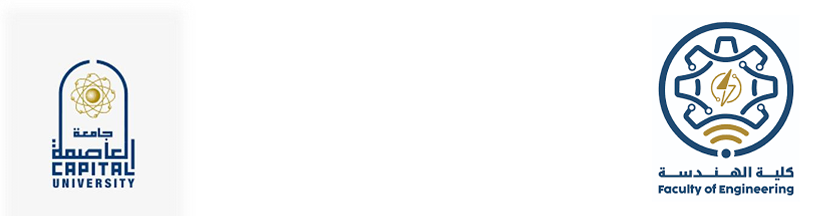 جامعة
العاصمة
CAPITAL
UNIVERSITY
كلية الهندسة
Faculty of Engineering